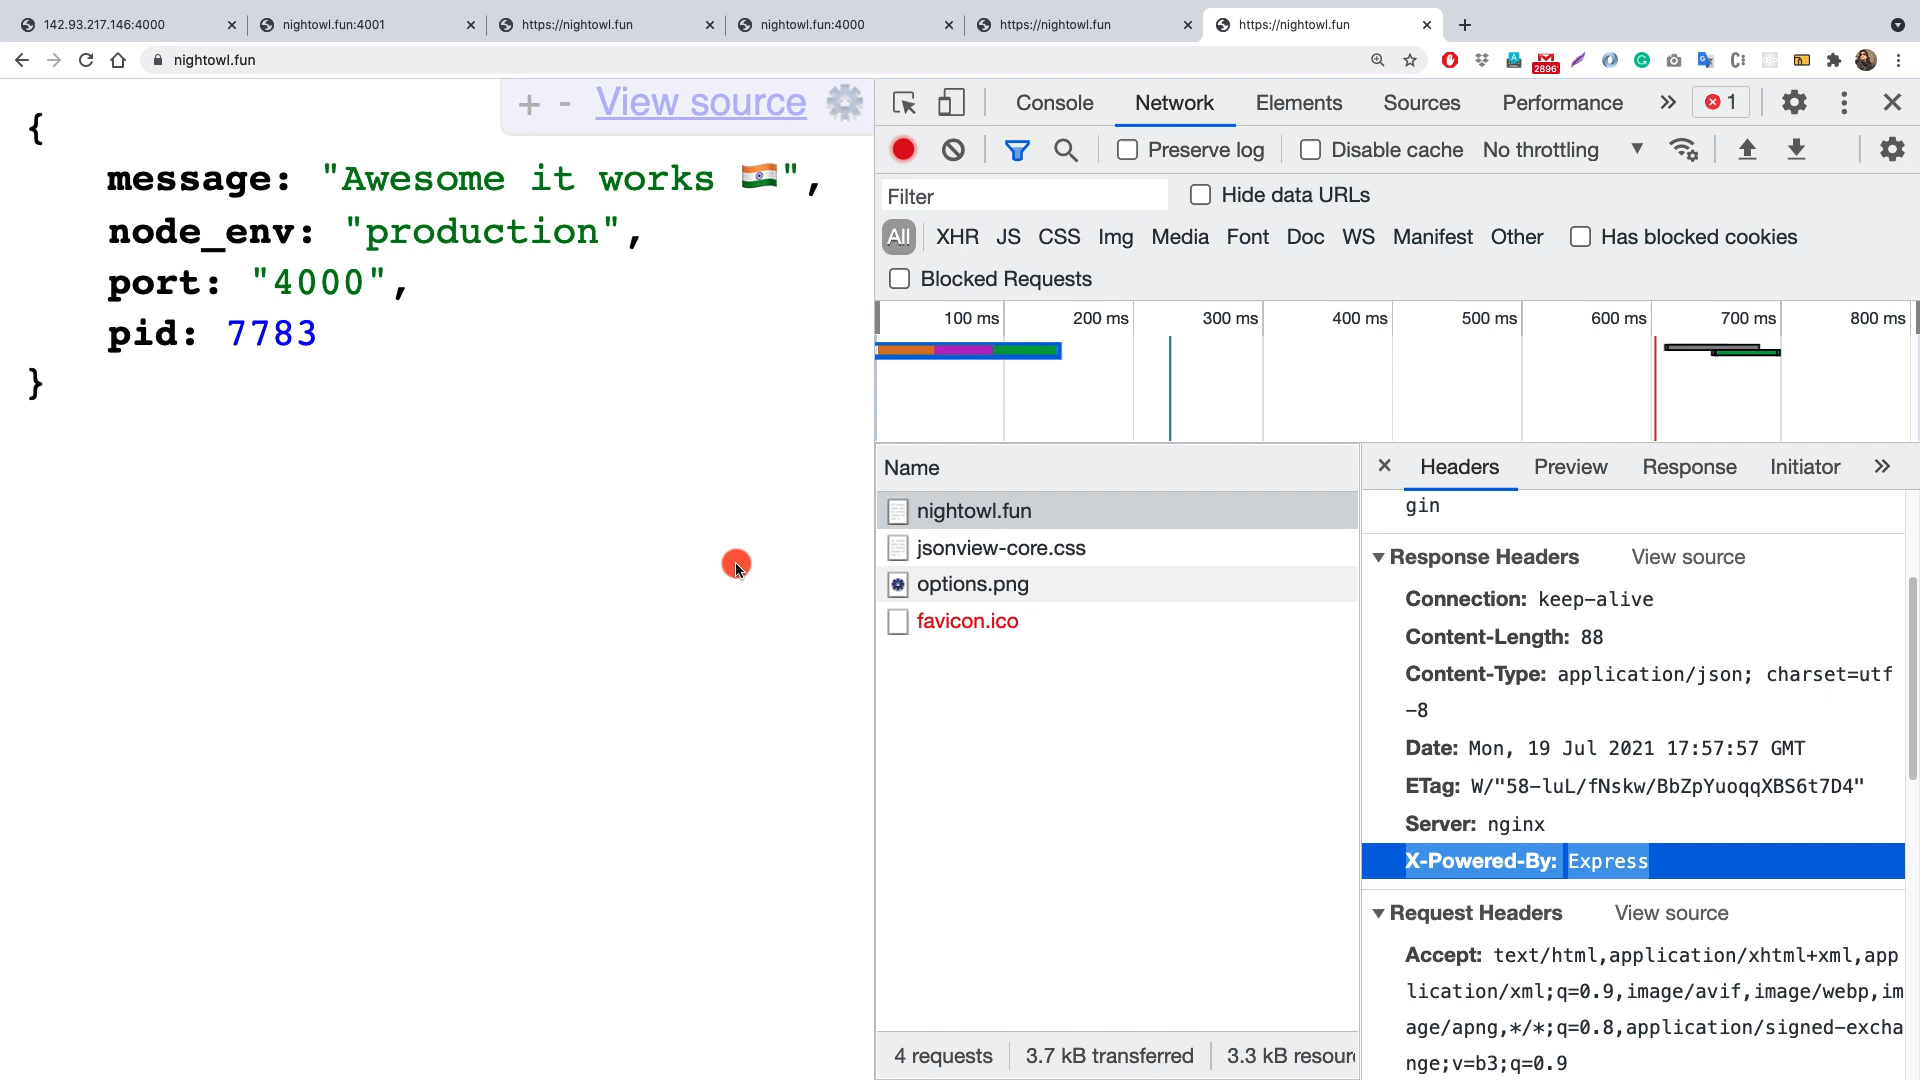 142.93.217.146:4000
nightowl.fun:4001
https://nightowl.fun
nightowl.fun:4000
https://nightowl.fun
https://nightowl.fun
nightowl.fun
2896
+ - View source
{
message: "Awesome it works 🇮🇳",
node_env: "production",
port: "4000",
pid: 7783
}
Console Network Elements Sources Performance » 1
Preserve log Disable cache No throttling
Filter Hide data URLs
All XHR JS CSS Img Media Font Doc WS Manifest Other Has blocked cookies
Blocked Requests
100 ms 200 ms 300 ms 400 ms 500 ms 600 ms 700 ms 800 ms
Name
nightowl.fun
jsonview-core.css
options.png
favicon.ico
4 requests 3.7 kB transferred 3.3 kB resour
Headers Preview Response Initiator »
gin
Response Headers View source
Connection: keep-alive
Content-Length: 88
Content-Type: application/json; charset=utf
-8
Date: Mon, 19 Jul 2021 17:57:57 GMT
ETag: W/"58-luL/fNskw/BbZpYuoqqXBS6t7D4"
Server: nginx
X-Powered-By: Express
Request Headers View source
Accept: text/html,application/xhtml+xml,app
lication/xml;q=0.9,image/avif,image/webp,im
age/apng,*/*;q=0.8,application/signed-excha
nge;v=b3;q=0.9